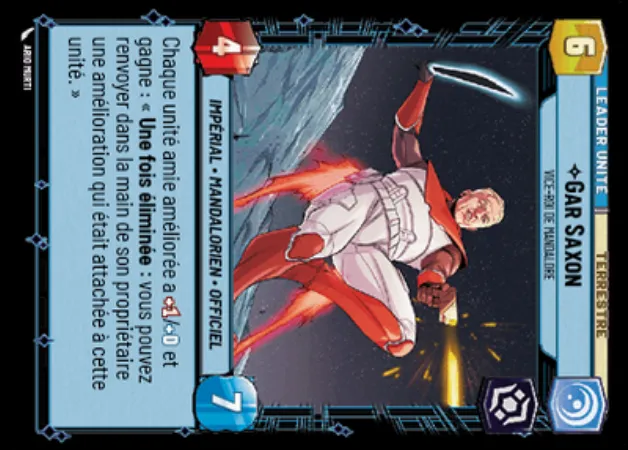 LEADER UNITÉ
TERRESTRE
6
GAR SAXON
VICE-ROI DE MANDALORE
4
IMPÉRIAL • MANDALORIEN • OFFICIEL
7
Chaque unité amie améliorée a +1/+0 et
gagne : « Une fois éliminée : vous pouvez
renvoyer dans la main de son propriétaire
une amélioration qui était attachée à cette
unité. »
ARIO MURTI